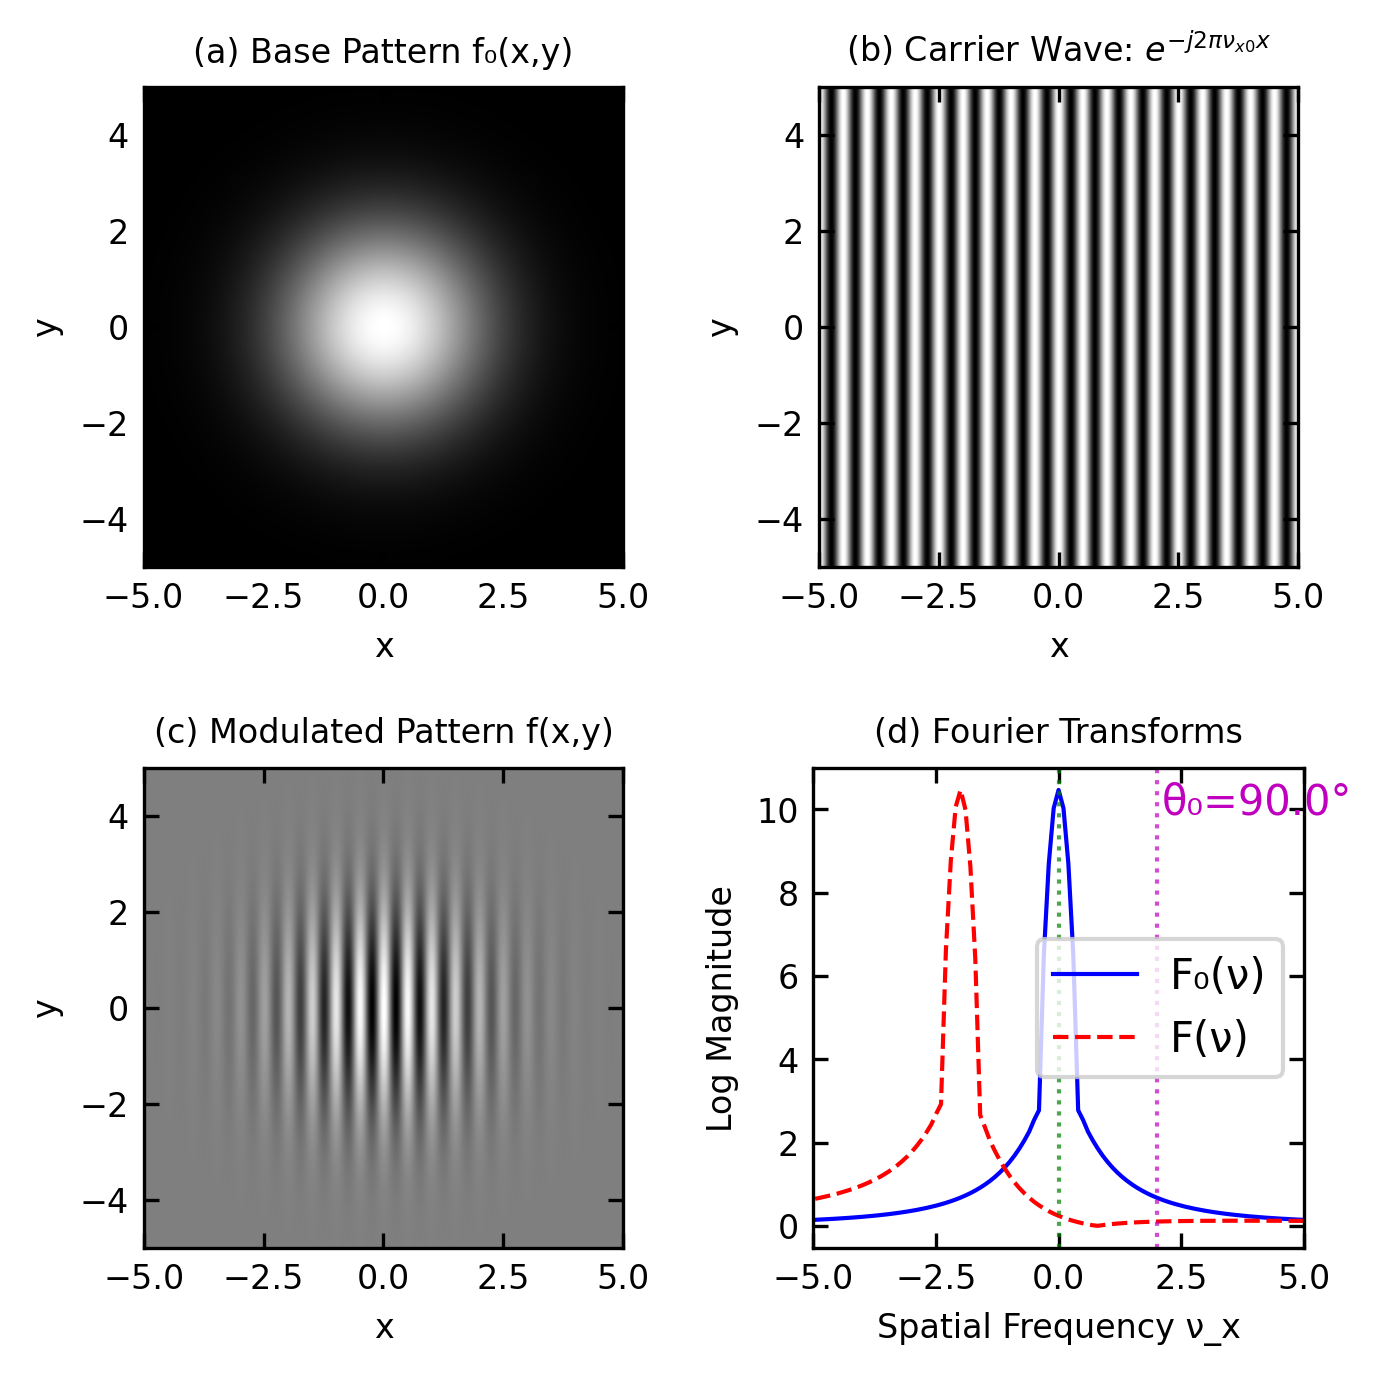 (a) Base Pattern f₀(x,y)
4
2
0
−2
−4
y
−5.0 −2.5 0.0 2.5 5.0
x
(b) Carrier Wave: $e^{-j2\pi\nu_{x0}x}$
4
2
0
−2
−4
y
−5.0 −2.5 0.0 2.5 5.0
x
(c) Modulated Pattern f(x,y)
4
2
0
−2
−4
y
−5.0 −2.5 0.0 2.5 5.0
x
(d) Fourier Transforms
θ₀=90.0°
10
8
6
4
2
0
Log Magnitude
F₀(ν)
F(ν)
−5.0 −2.5 0.0 2.5 5.0
Spatial Frequency ν_x